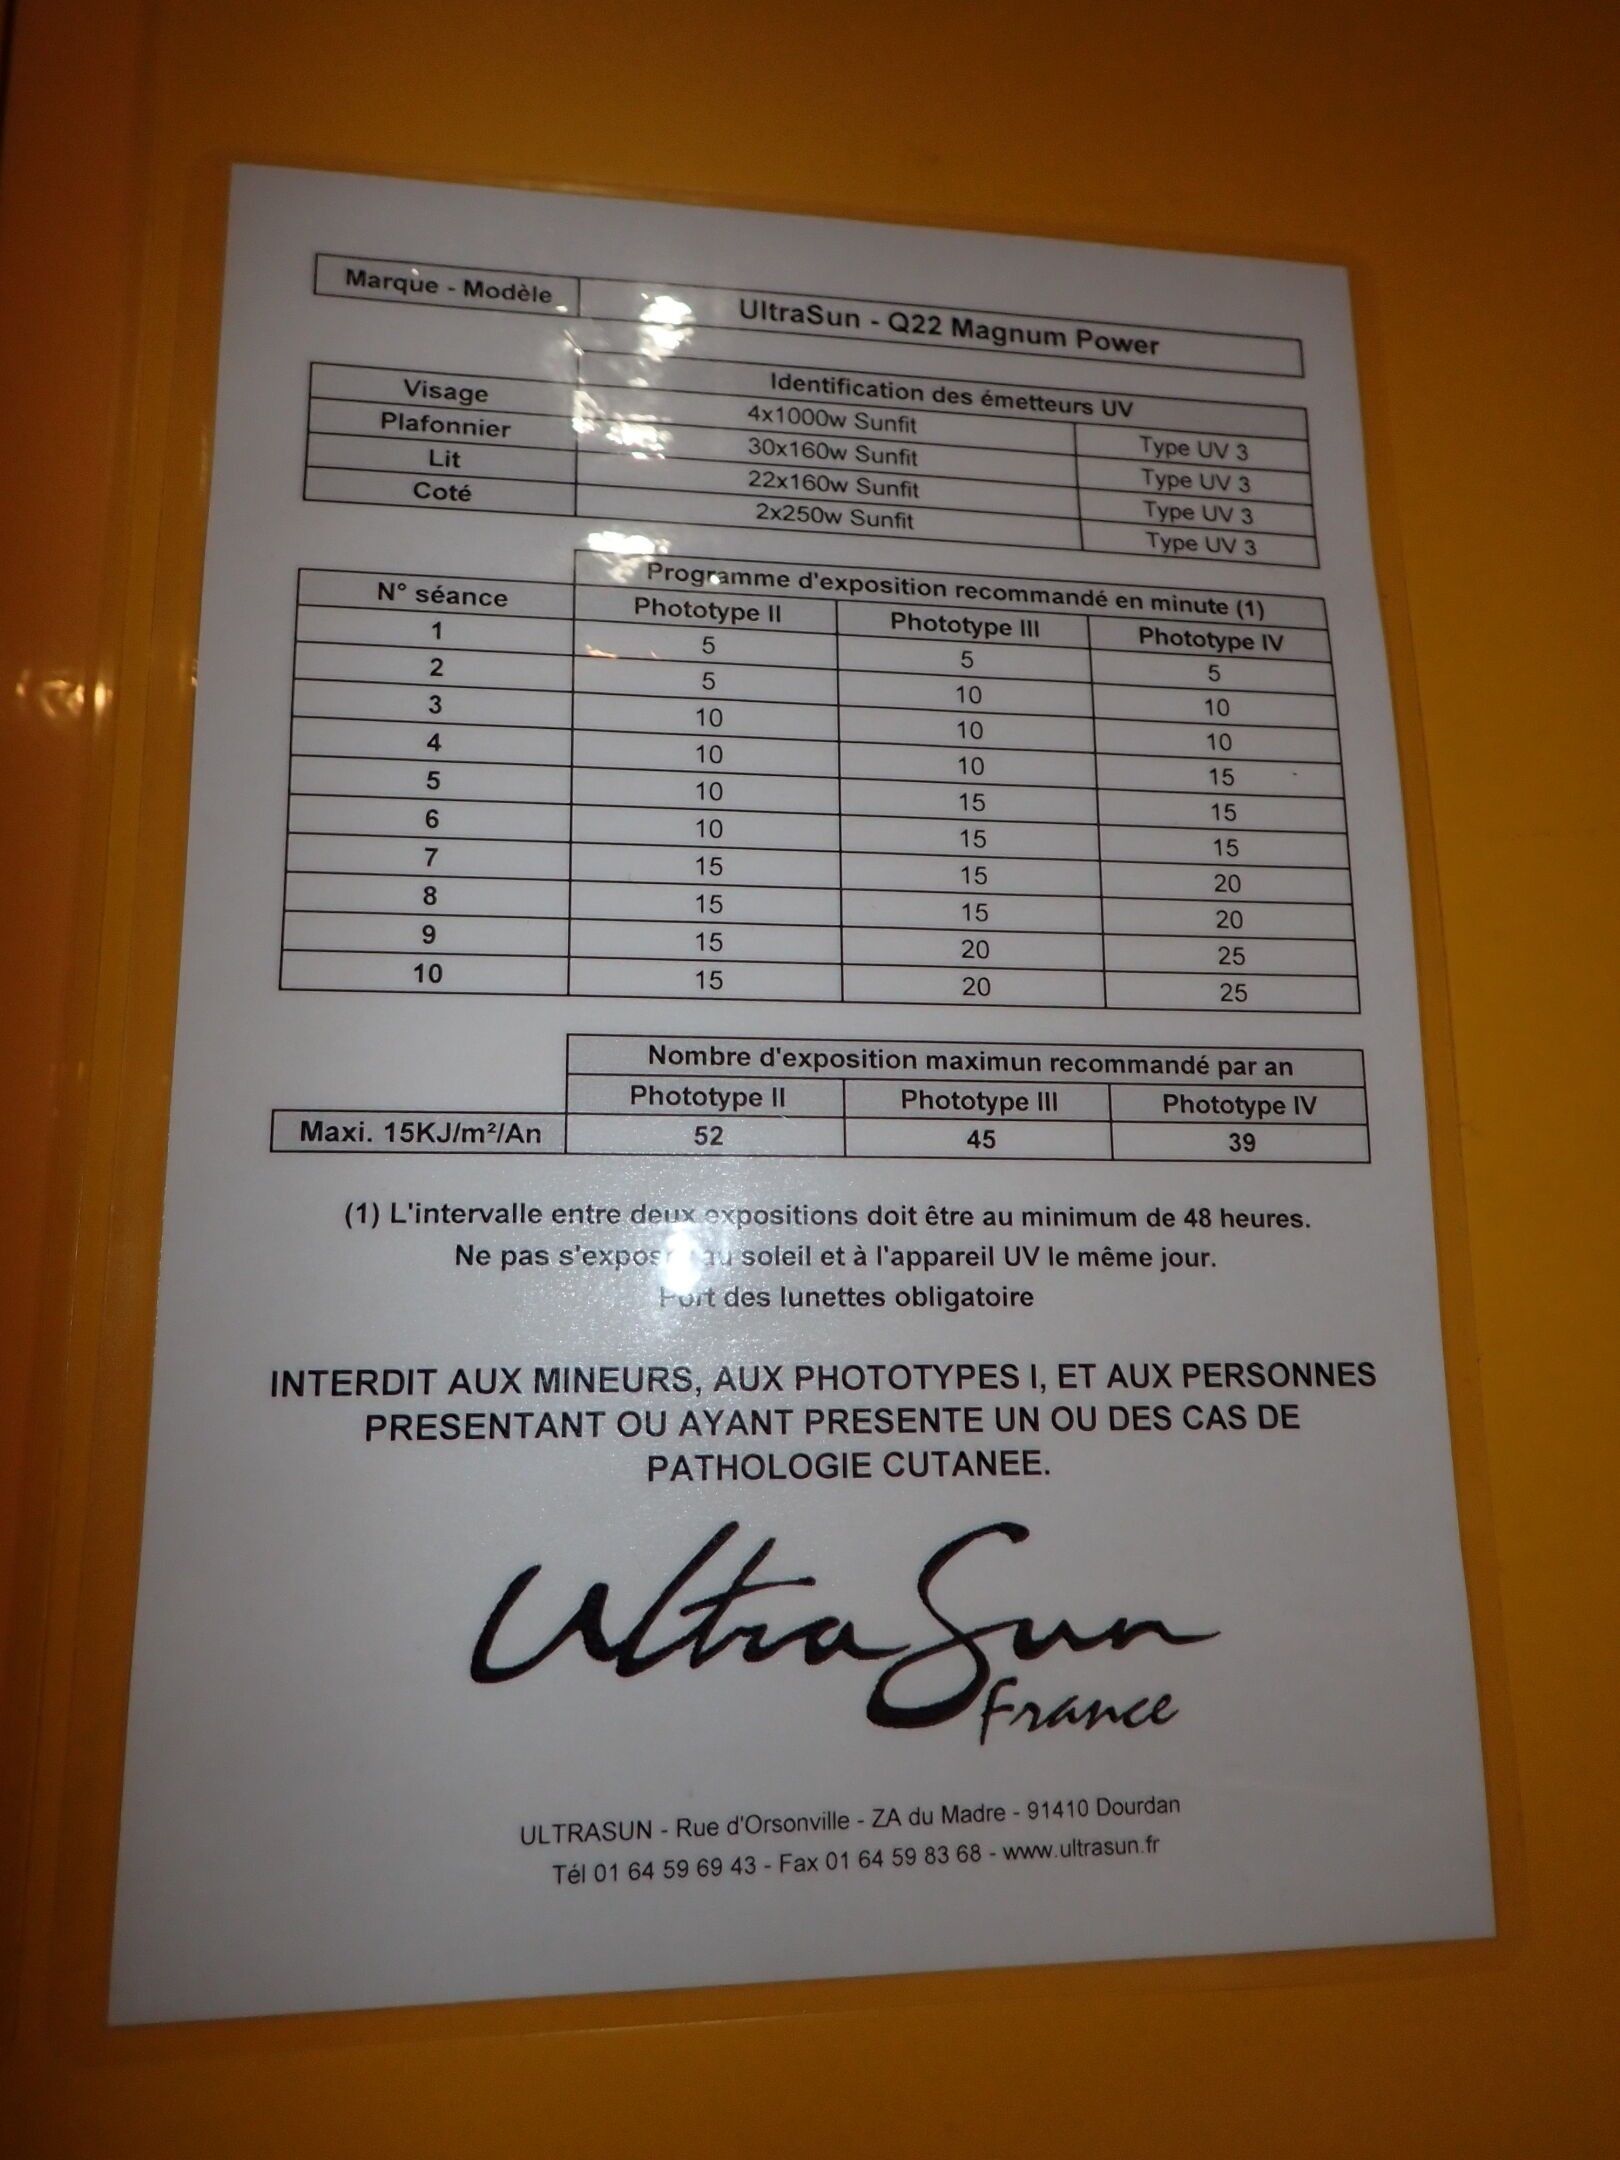 Marque - Modèle UltraSun - Q22 Magnum Power
Identification des émetteurs UV
Visage 4x1000w Sunfit Type UV 3
Plafonnier 30x160w Sunfit Type UV 3
Lit 22x160w Sunfit Type UV 3
Coté 2x250w Sunfit Type UV 3
Programme d'exposition recommandé en minute (1)
N° séance Phototype II Phototype III Phototype IV
1 5 5 5
2 5 10 10
3 10 10 10
4 10 10 15
5 10 15 15
6 10 15 15
7 15 15 20
8 15 15 20
9 15 20 25
10 15 20 25
Nombre d'exposition maximun recommandé par an
Phototype II Phototype III Phototype IV
Maxi. 15KJ/m²/An 52 45 39
(1) L'intervalle entre deux expositions doit être au minimum de 48 heures.
Ne pas soleil et à l'appareil UV le même jour.
Port des lunettes obligatoire
INTERDIT AUX MINEURS, AUX PHOTOTYPES I, ET AUX PERSONNES
PRESENTANT OU AYANT PRESENTE UN OU DES CAS DE
PATHOLOGIE CUTANEE.
UltraSun
France
ULTRASUN - Rue d'Orsonville - ZA du Madre - 91410 Dourdan
Tél 01 64 59 69 43 - Fax 01 64 59 83 68 - www.ultrasun.fr